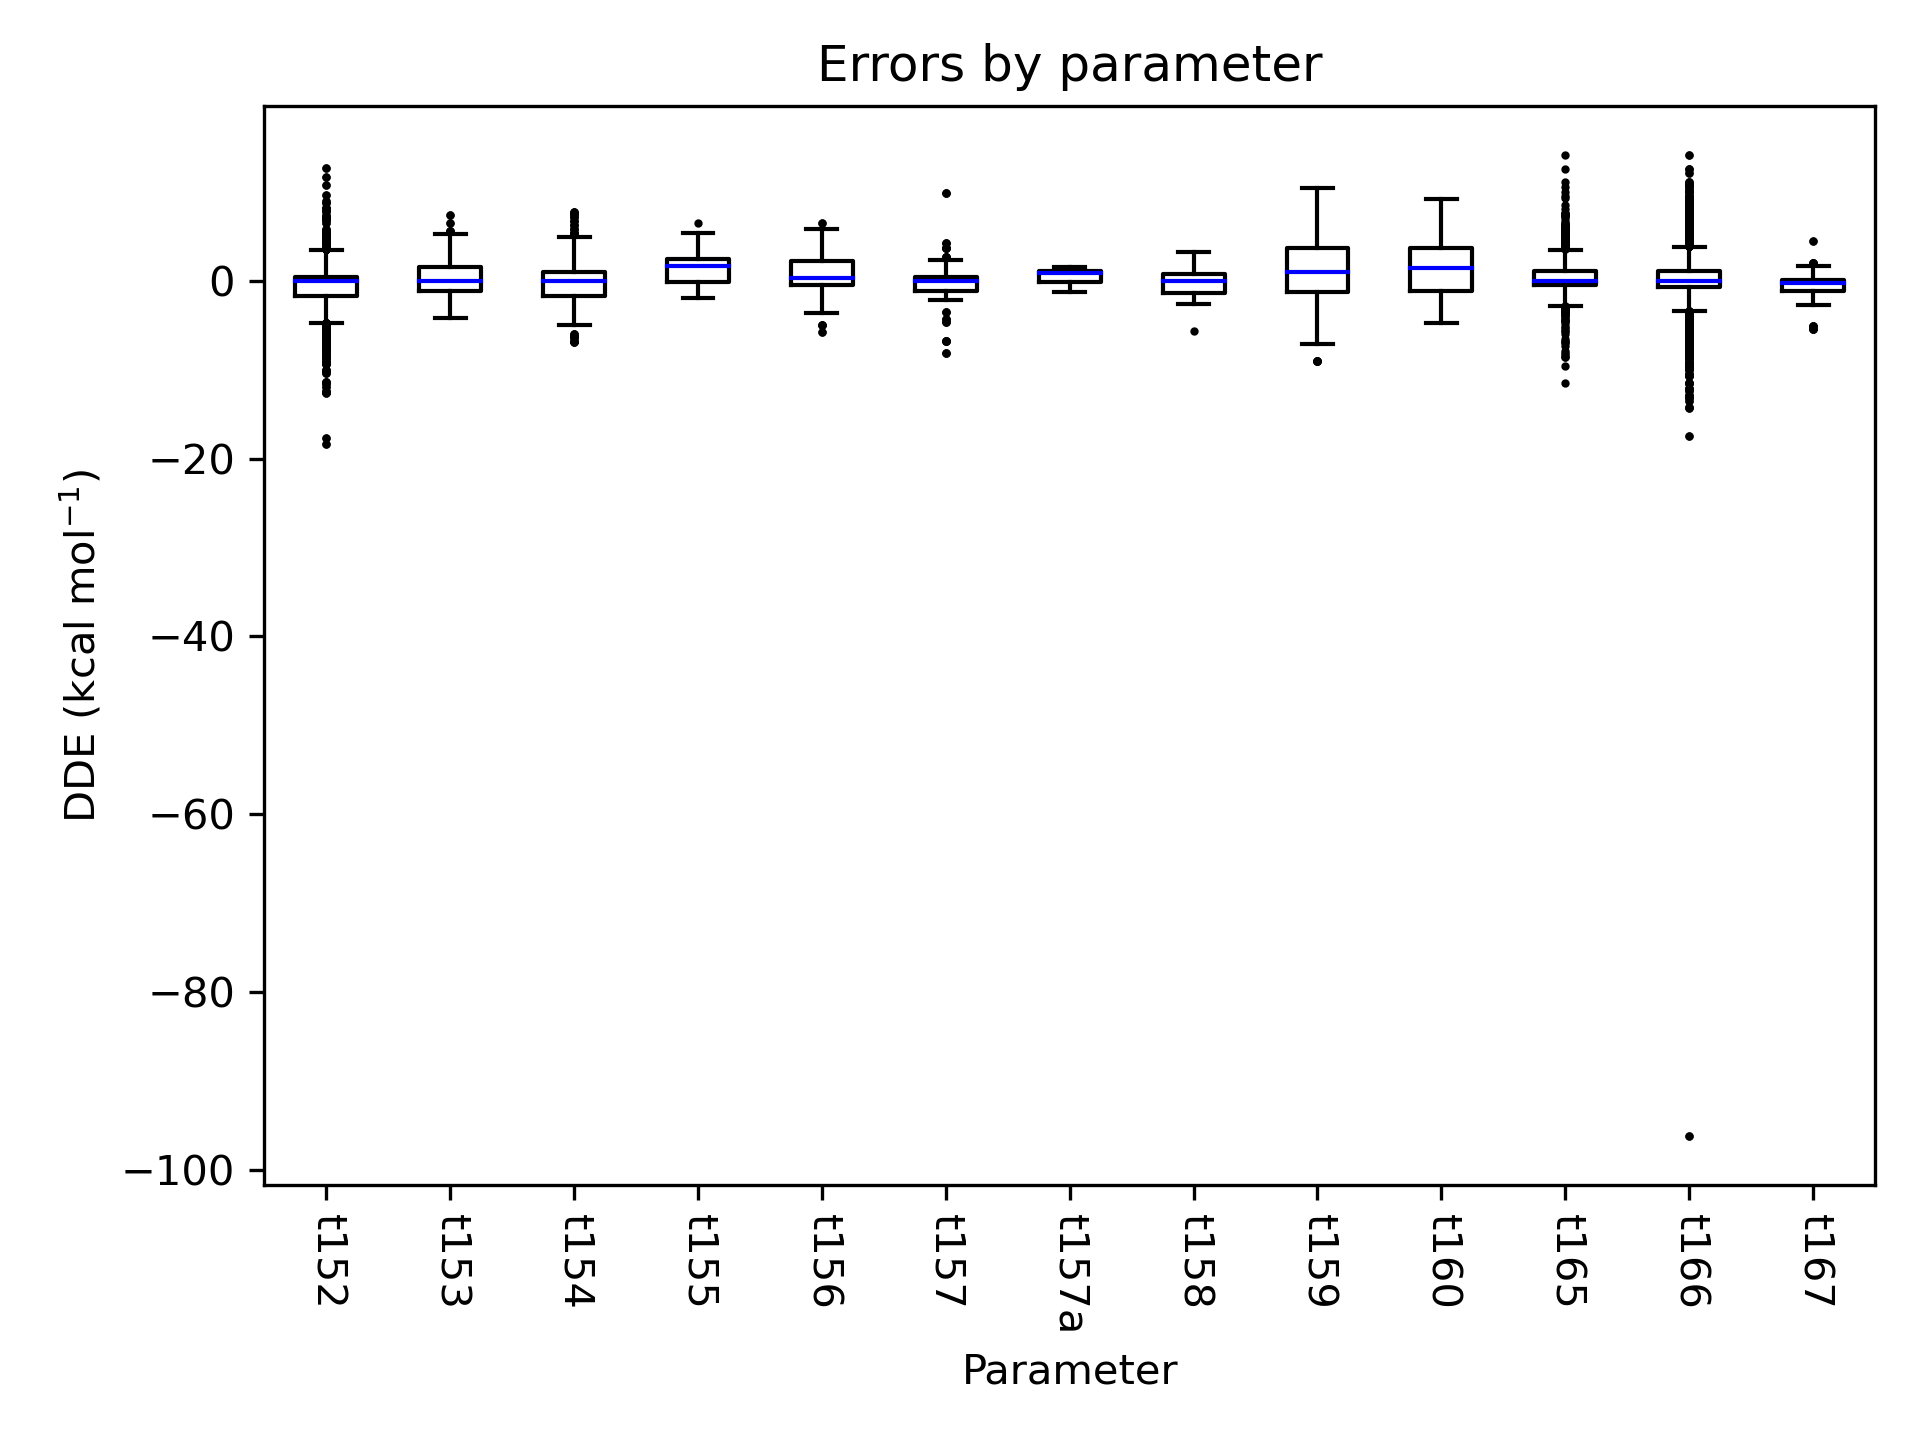 Errors by parameter
DDE (kcal mol⁻¹)
0
−20
−40
−60
−80
−100
t152
t153
t154
t155
t156
t157
t157a
t158
t159
t160
t165
t166
t167
Parameter